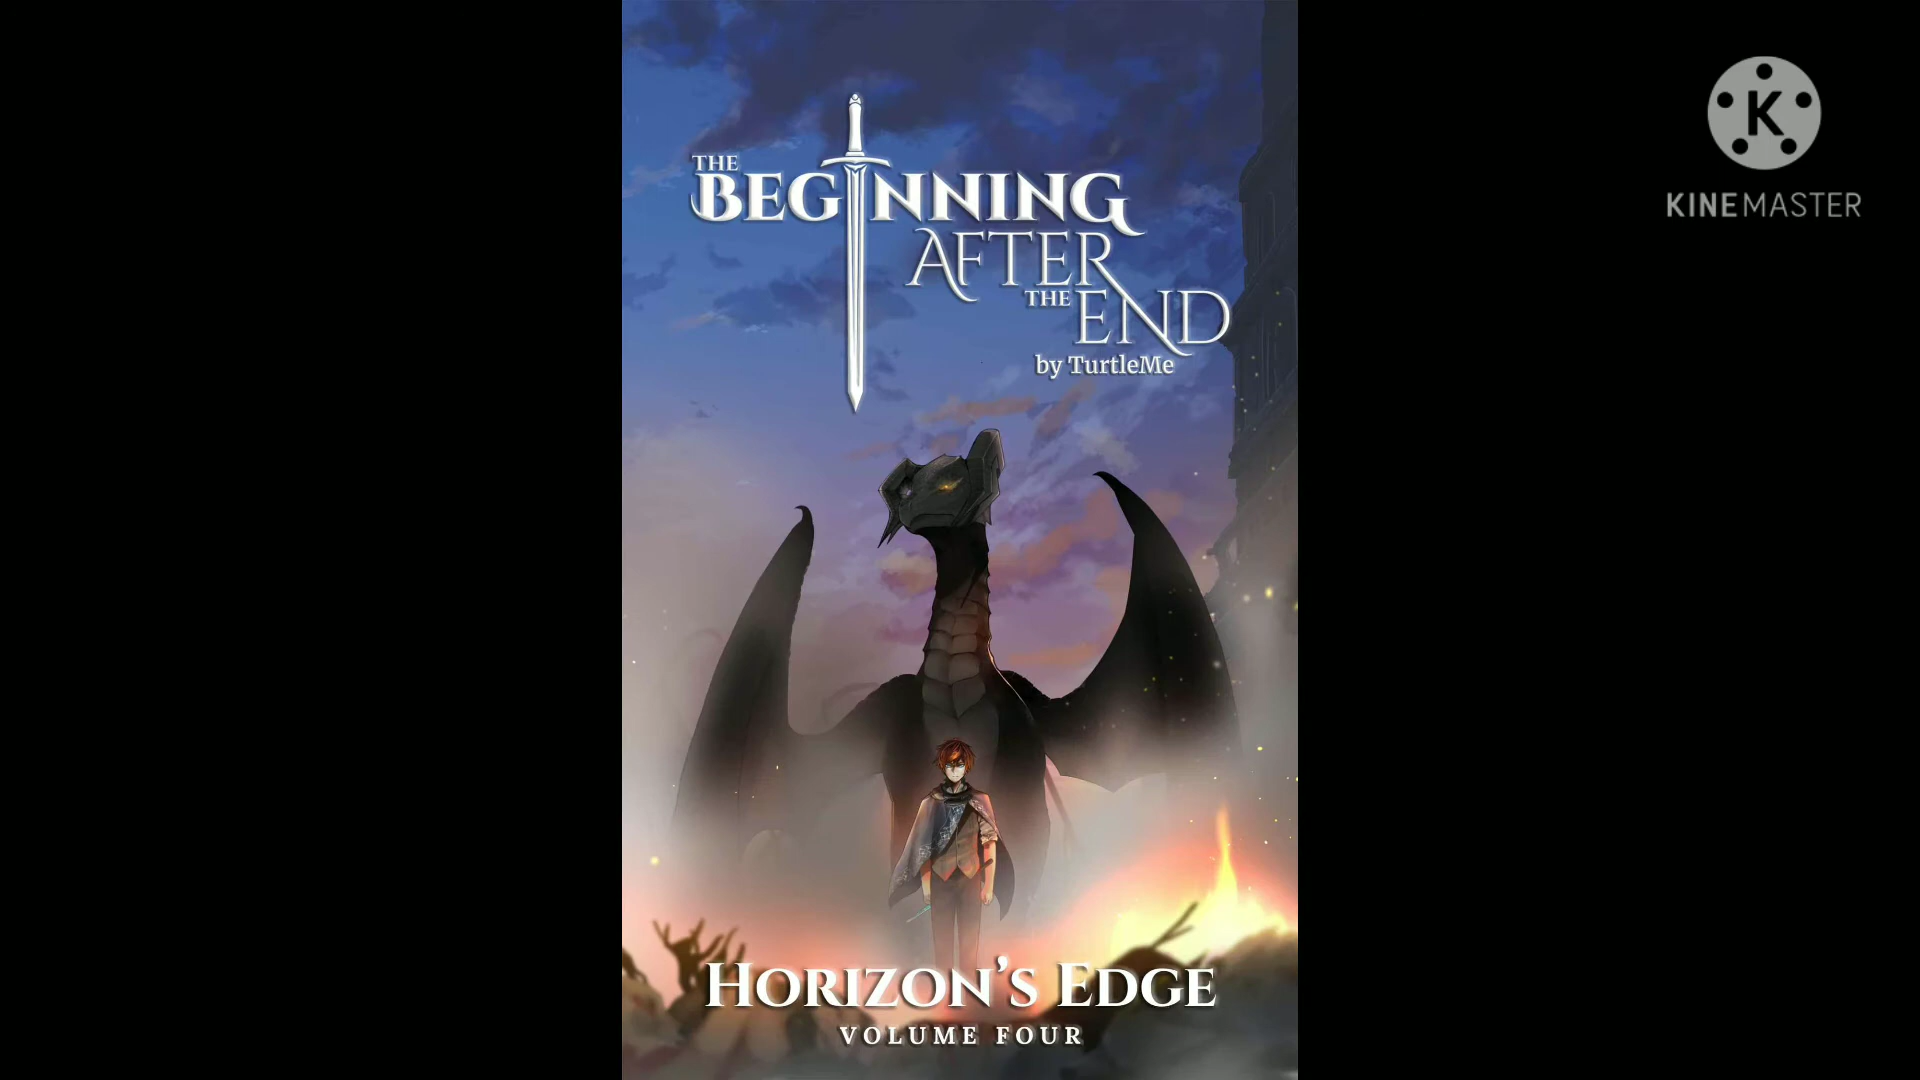 THE
BEGINNING
AFTER
THE END
by TurtleMe
K
KINEMASTER
HORIZON'S EDGE
VOLUME FOUR